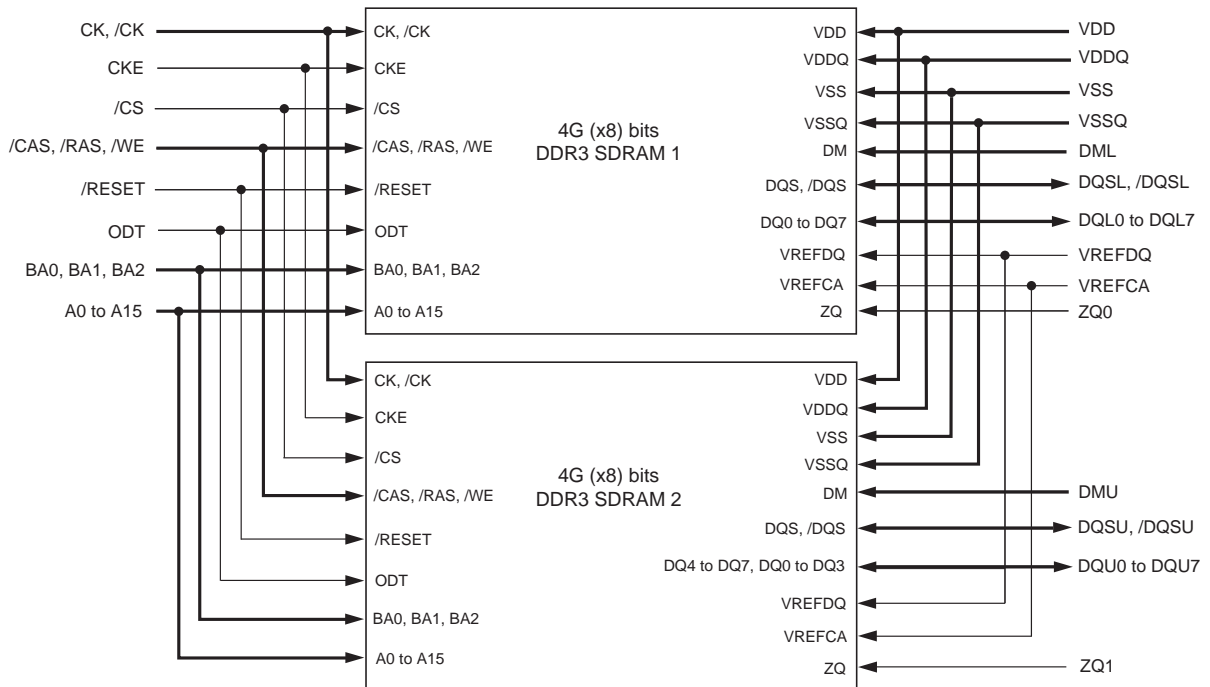 CK, /CK
CKE
/CS
/CAS, /RAS, /WE
/RESET
ODT
BA0, BA1, BA2
A0 to A15
CK, /CK
CKE
/CS
/CAS, /RAS, /WE
/RESET
ODT
BA0, BA1, BA2
A0 to A15
4G (x8) bits
DDR3 SDRAM 1
VDD
VDDQ
VSS
VSSQ
DM
DQS, /DQS
DQ0 to DQ7
VREFDQ
VREFCA
ZQ
VDD
VDDQ
VSS
VSSQ
DML
DQSL, /DQSL
DQL0 to DQL7
VREFDQ
VREFCA
ZQ0
CK, /CK
CKE
/CS
/CAS, /RAS, /WE
/RESET
ODT
BA0, BA1, BA2
A0 to A15
4G (x8) bits
DDR3 SDRAM 2
VDD
VDDQ
VSS
VSSQ
DM
DQS, /DQS
DQ4 to DQ7, DQ0 to DQ3
VREFDQ
VREFCA
ZQ
DMU
DQSU, /DQSU
DQU0 to DQU7
ZQ1